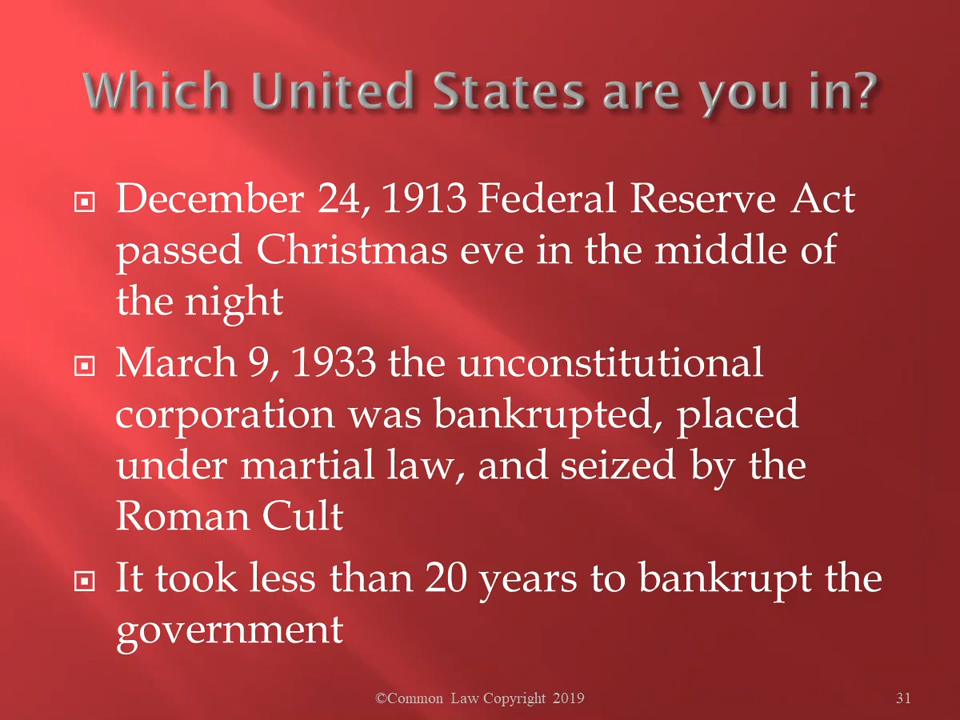 Which United States are you in?
December 24, 1913 Federal Reserve Act
passed Christmas eve in the middle of
the night
March 9, 1933 the unconstitutional
corporation was bankrupted, placed
under martial law, and seized by the
Roman Cult
It took less than 20 years to bankrupt the
government
©Common Law Copyright 2019
31